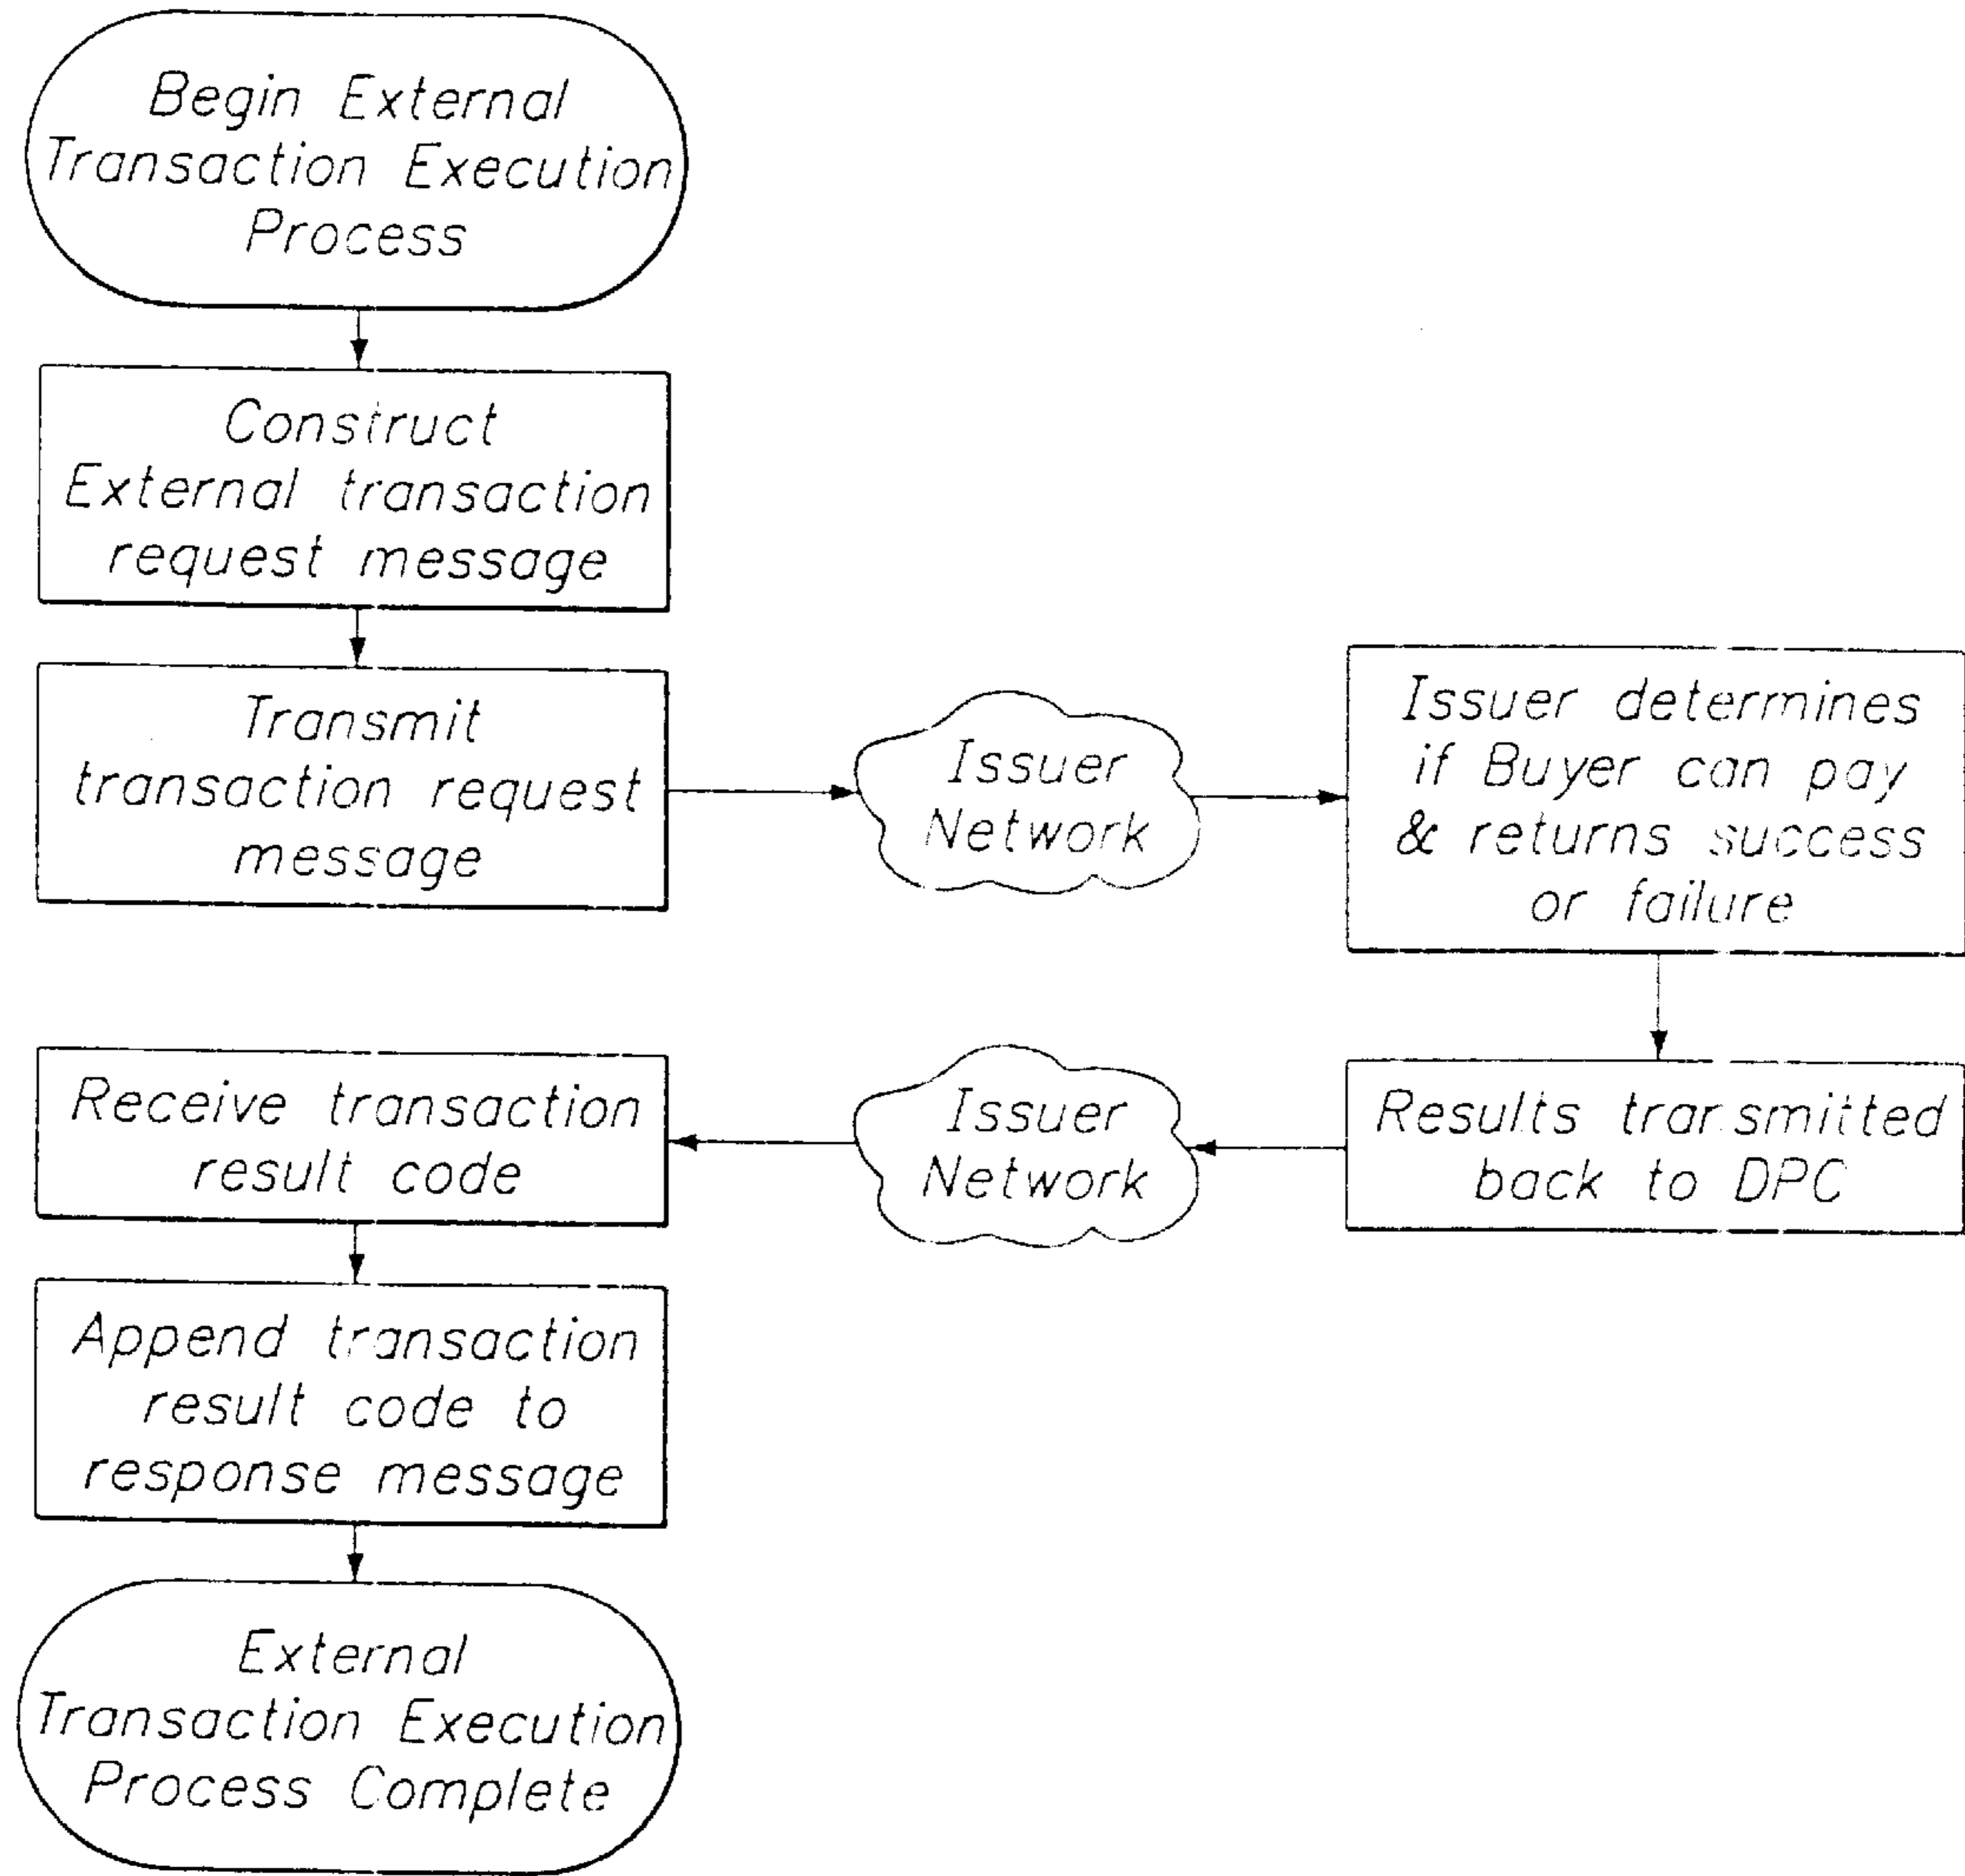 Begin External
Transaction Execution
Process
Construct
External transaction
request message
Transmit
transaction request
message
Issuer
Network
Issuer determines
if Buyer can pay
& returns success
or failure
Results transmitted
back to DPC
Issuer
Network
Receive transaction
result code
Append transaction
result code to
response message
External
Transaction Execution
Process Complete